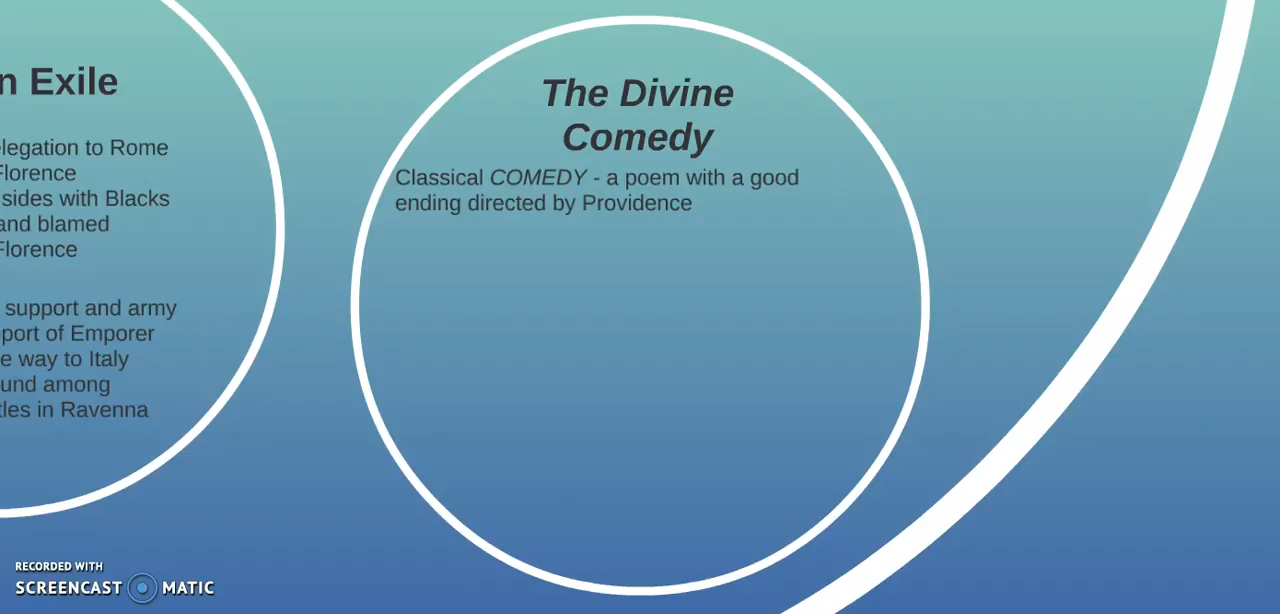 n Exile
elegation to Rome
Florence
sides with Blacks
and blamed
Florence
support and army
port of Emporer
e way to Italy
und among
tles in Ravenna
The Divine
Comedy
Classical COMEDY - a poem with a good
ending directed by Providence
RECORDED WITH
SCREENCAST MATIC